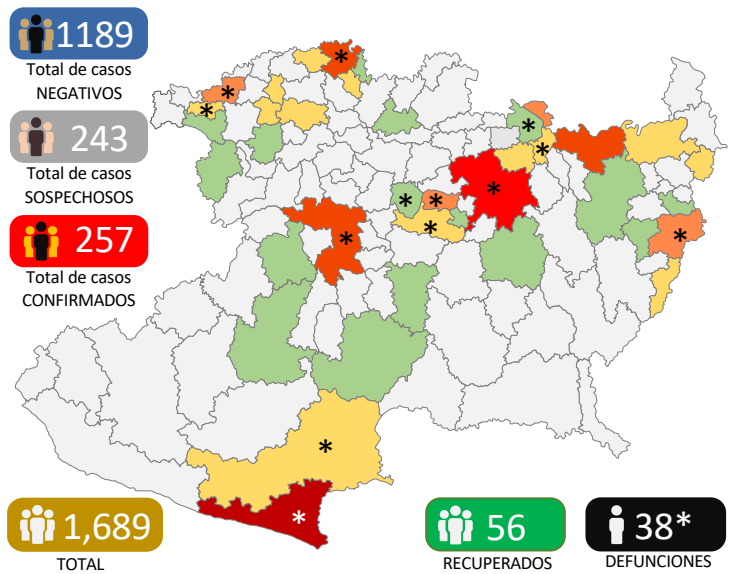 1189
Total de casos
NEGATIVOS
243
Total de casos
SOSPECHOSOS
257
Total de casos
CONFIRMADOS
* * * * * * * * * * * *
*
1,689
TOTAL
56
RECUPERADOS
38*
DEFUNCIONES